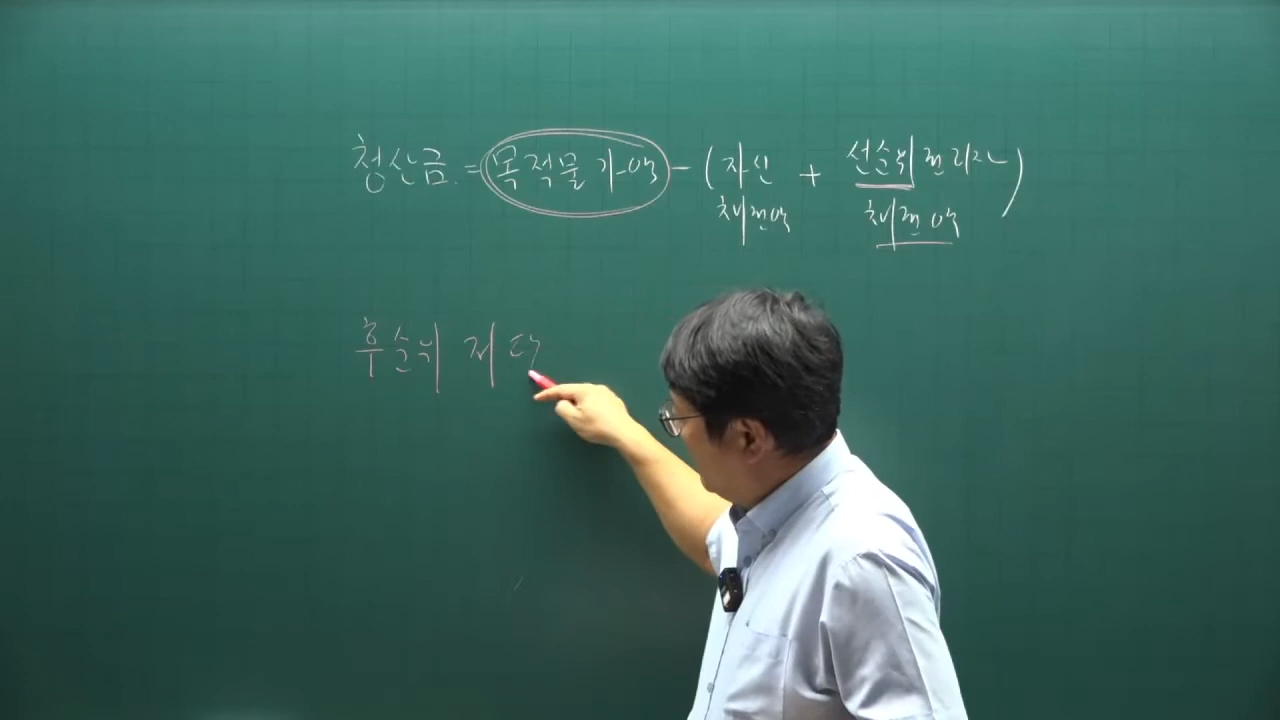 청산금 = 목적물 가액 - (자신 + 선순위 권리자)
채권액 채권액
후순위 저당